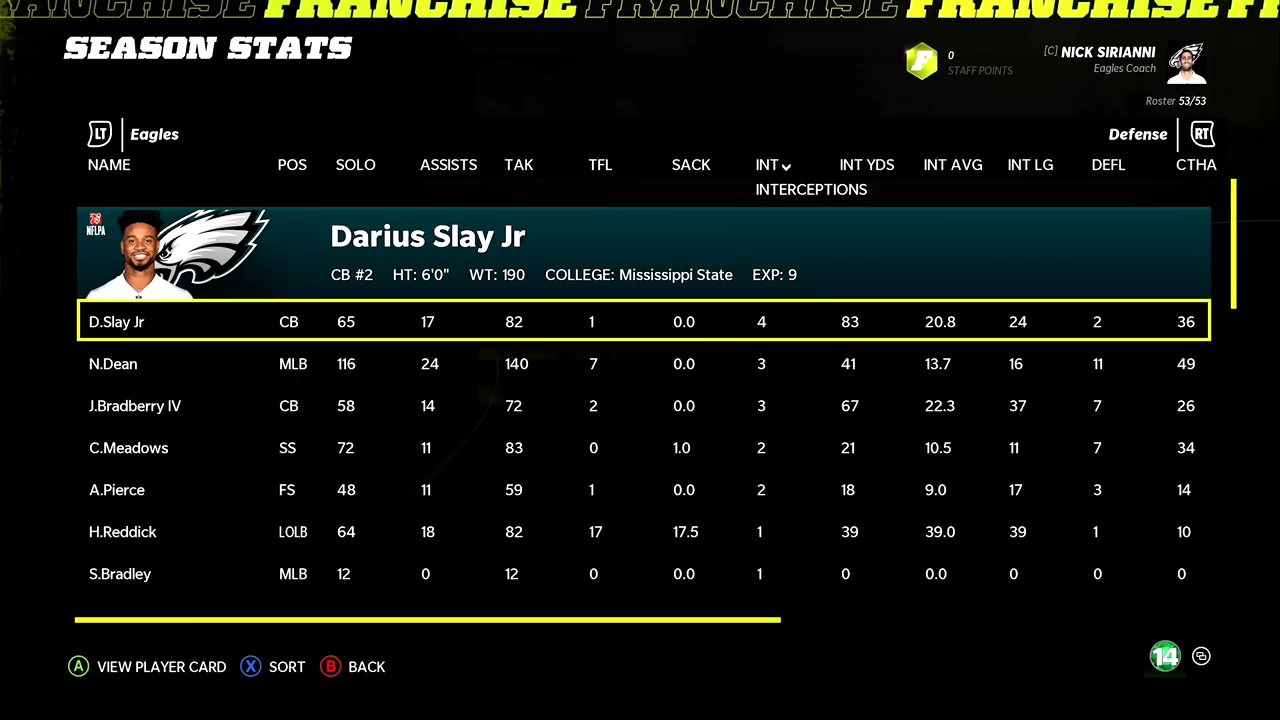 FRANCHISE FRANCHISE FRANCHISE FRANCHISE FR
SEASON STATS
0
STAFF POINTS
[C] NICK SIRIANNI
Eagles Coach
Roster 53/53
LT Eagles
Defense RT
NAME POS SOLO ASSISTS TAK TFL SACK INT INT YDS INT AVG INT LG DEFL CTHA
INTERCEPTIONS
NFLPA
Darius Slay Jr
CB #2 HT: 6'0" WT: 190 COLLEGE: Mississippi State EXP: 9
D.Slay Jr CB 65 17 82 1 0.0 4 83 20.8 24 2 36
N.Dean MLB 116 24 140 7 0.0 3 41 13.7 16 11 49
J.Bradberry IV CB 58 14 72 2 0.0 3 67 22.3 37 7 26
C.Meadows SS 72 11 83 0 1.0 2 21 10.5 11 7 34
A.Pierce FS 48 11 59 1 0.0 2 18 9.0 17 3 14
H.Reddick LOLB 64 18 82 17 17.5 1 39 39.0 39 1 10
S.Bradley MLB 12 0 12 0 0.0 1 0 0.0 0 0 0
A VIEW PLAYER CARD X SORT B BACK
14